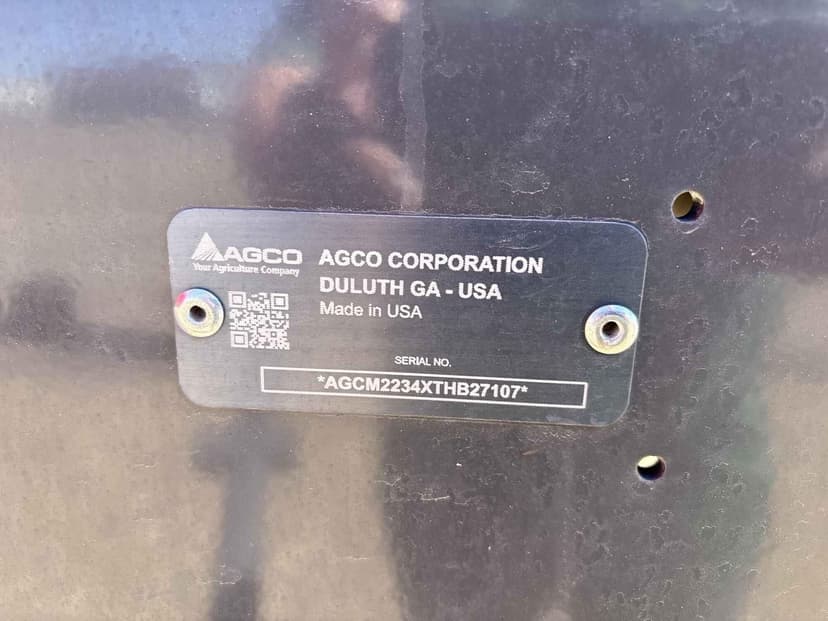 AGCO
Your Agriculture Company
AGCO CORPORATION
DULUTH GA - USA
Made in USA
SERIAL NO.
*AGCM2234XTHB27107*